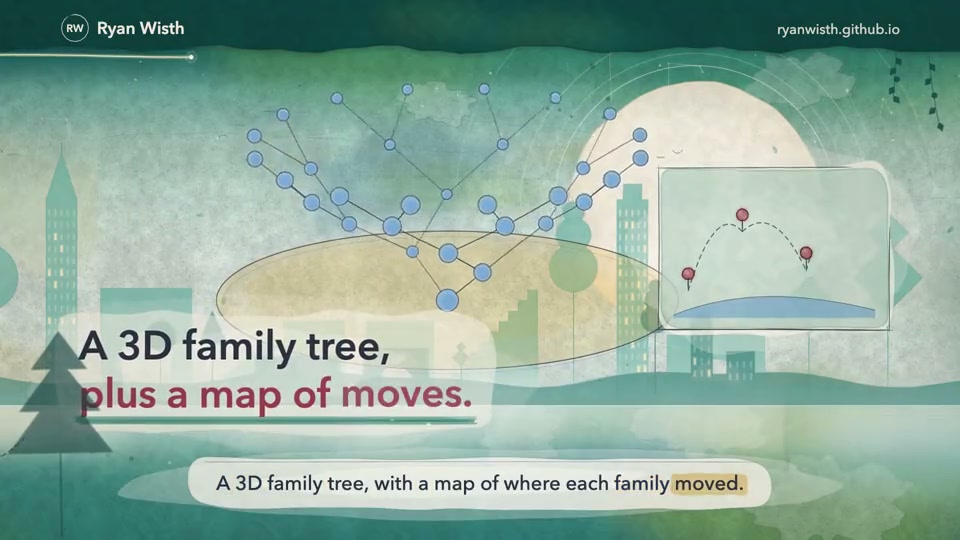 RW Ryan Wisth
ryanwisth.github.io
A 3D family tree,
plus a map of moves.
A 3D family tree, with a map of where each family moved.